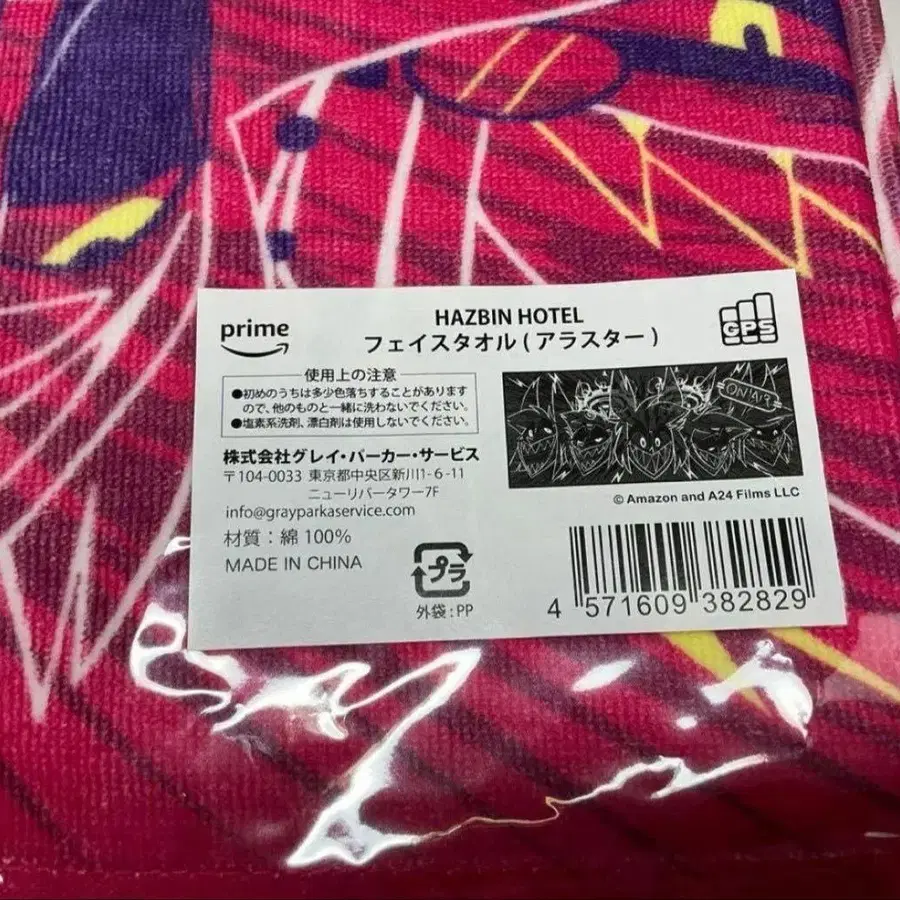 prime
HAZBIN HOTEL
フェイスタオル ( アラスター )
GPS
使用上の注意
●初めのうちは多少色落ちすることがあります
ので、他のものと一緒に洗わないでください。
●塩素系洗剤、漂白剤は使用しないでください。
ON AIR
© Amazon and A24 Films LLC
株式会社グレイ・パーカー・サービス
〒104-0033 東京都中央区新川1-6-11
ニューリバータワー7F
info@grayparkaservice.com
材質：綿 100%
MADE IN CHINA
プラ
外袋：PP
4 571609 382829